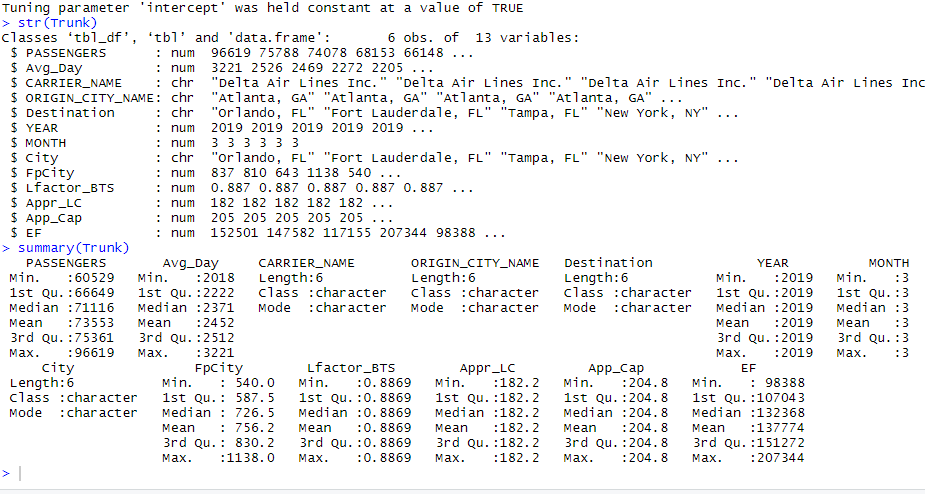 Tuning parameter 'intercept' was held constant at a value of TRUE
> str(Trunk)
Classes ‘tbl_df’, ‘tbl’ and 'data.frame':	6 obs. of  13 variables:
 $ PASSENGERS      : num  96619 75788 74078 68153 66148 ...
 $ Avg_Day         : num  3221 2526 2469 2272 2205 ...
 $ CARRIER_NAME    : chr  "Delta Air Lines Inc." "Delta Air Lines Inc." "Delta Air Lines Inc." "Delta Air Lines Inc
 $ ORIGIN_CITY_NAME: chr  "Atlanta, GA" "Atlanta, GA" "Atlanta, GA" "Atlanta, GA" ...
 $ Destination     : chr  "Orlando, FL" "Fort Lauderdale, FL" "Tampa, FL" "New York, NY" ...
 $ YEAR            : num  2019 2019 2019 2019 2019 ...
 $ MONTH           : num  3 3 3 3 3 3
 $ City            : chr  "Orlando, FL" "Fort Lauderdale, FL" "Tampa, FL" "New York, NY" ...
 $ FpCity          : num  837 810 643 1138 540 ...
 $ Lfactor_BTS     : num  0.887 0.887 0.887 0.887 0.887 ...
 $ Appr_LC         : num  182 182 182 182 182 ...
 $ App_Cap         : num  205 205 205 205 205 ...
 $ EF              : num  152501 147582 117155 207344 98388 ...
> summary(Trunk)
   PASSENGERS       Avg_Day     CARRIER_NAME       ORIGIN_CITY_NAME   Destination             YEAR          MONTH
 Min.   :60529   Min.   :2018   Length:6           Length:6           Length:6           Min.   :2019   Min.   :3
 1st Qu.:66649   1st Qu.:2222   Class :character   Class :character   Class :character   1st Qu.:2019   1st Qu.:3
 Median :71116   Median :2371   Mode  :character   Mode  :character   Mode  :character   Median :2019   Median :3
 Mean   :73553   Mean   :2452                                                            Mean   :2019   Mean   :3
 3rd Qu.:75361   3rd Qu.:2512                                                            3rd Qu.:2019   3rd Qu.:3
 Max.   :96619   Max.   :3221                                                            Max.   :2019   Max.   :3
     City               FpCity        Lfactor_BTS        Appr_LC         App_Cap            EF
 Length:6           Min.   : 540.0   Min.   :0.8869   Min.   :182.2   Min.   :204.8   Min.   : 98388
 Class :character   1st Qu.: 587.5   1st Qu.:0.8869   1st Qu.:182.2   1st Qu.:204.8   1st Qu.:107043
 Mode  :character   Median : 726.5   Median :0.8869   Median :182.2   Median :204.8   Median :132368
                    Mean   : 756.2   Mean   :0.8869   Mean   :182.2   Mean   :204.8   Mean   :137774
                    3rd Qu.: 830.2   3rd Qu.:0.8869   3rd Qu.:182.2   3rd Qu.:204.8   3rd Qu.:151272
                    Max.   :1138.0   Max.   :0.8869   Max.   :182.2   Max.   :204.8   Max.   :207344
>